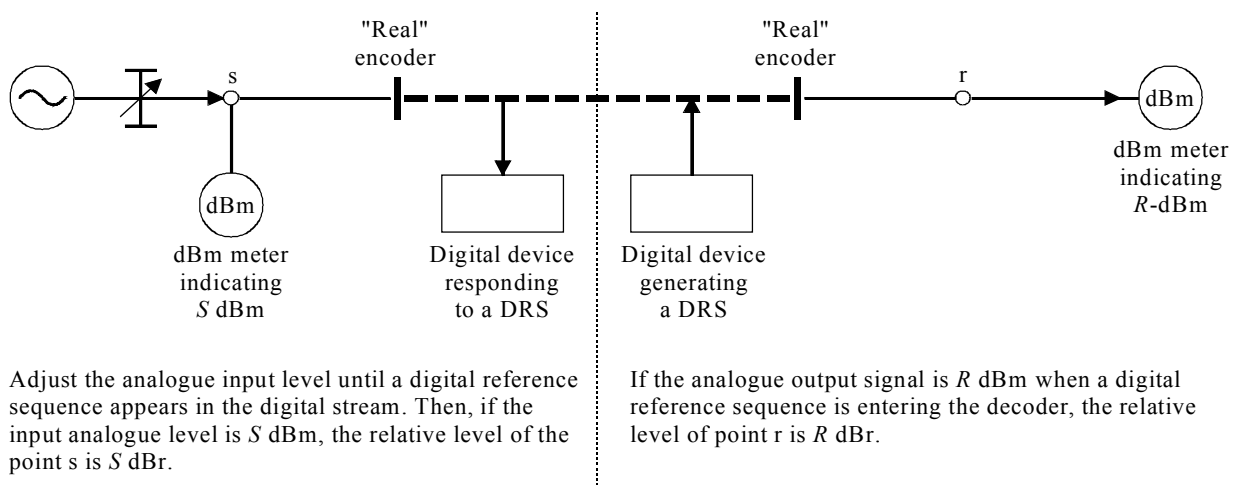 "Real"
encoder
s
dBm
dBm meter
indicating
S dBm
Digital device
responding
to a DRS
"Real"
encoder
r
dBm
dBm meter
indicating
R-dBm
Digital device
generating
a DRS
Adjust the analogue input level until a digital reference
sequence appears in the digital stream. Then, if the
input analogue level is S dBm, the relative level of the
point s is S dBr.
If the analogue output signal is R dBm when a digital
reference sequence is entering the decoder, the relative
level of point r is R dBr.